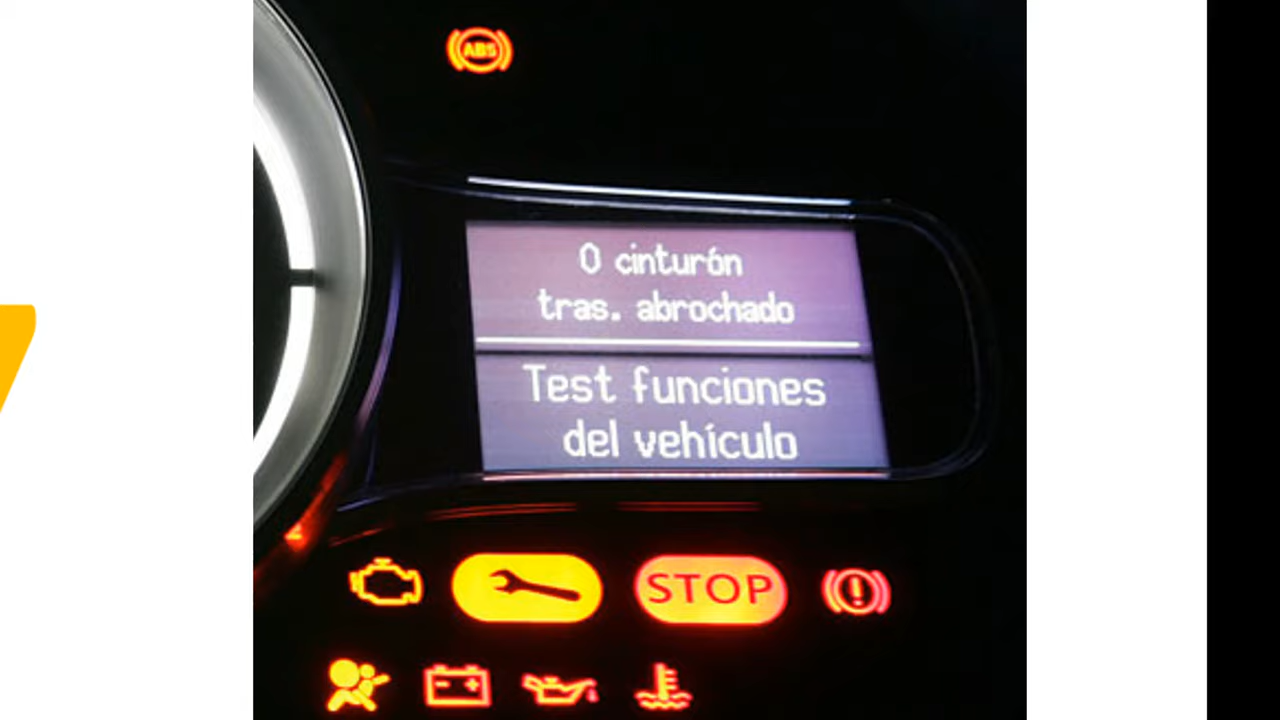 ABS
0 cinturón
tras. abrochado
Test funciones
del vehículo
STOP